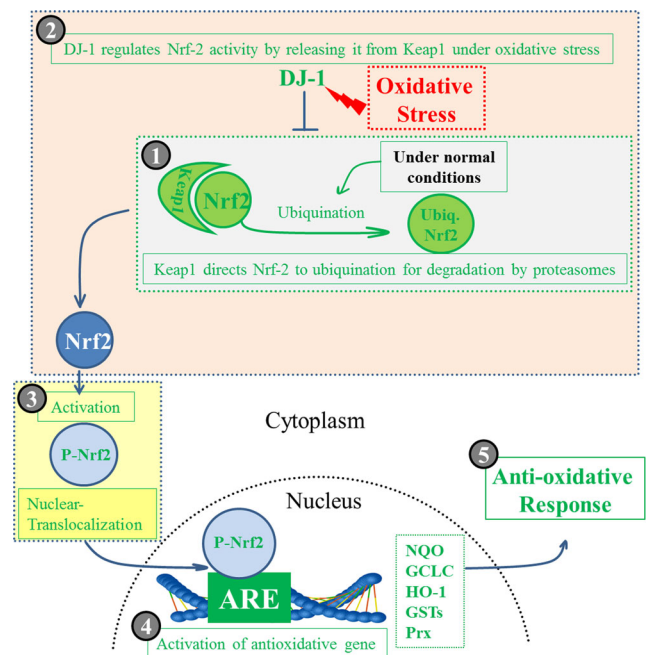 2
DJ-1 regulates Nrf-2 activity by releasing it from Keap1 under oxidative stress
DJ-1
Oxidative
Stress
1
Under normal
conditions
Keap1
Nrf2
Ubiquination
Ubiq.
Nrf2
Keap1 directs Nrf-2 to ubiquination for degradation by proteasomes
Nrf2
3
Activation
P-Nrf2
Nuclear-
Translocalization
Cytoplasm
Nucleus
P-Nrf2
ARE
4
Activation of antioxidative gene
NQO
GCLC
HO-1
GSTs
Prx
5
Anti-oxidative
Response